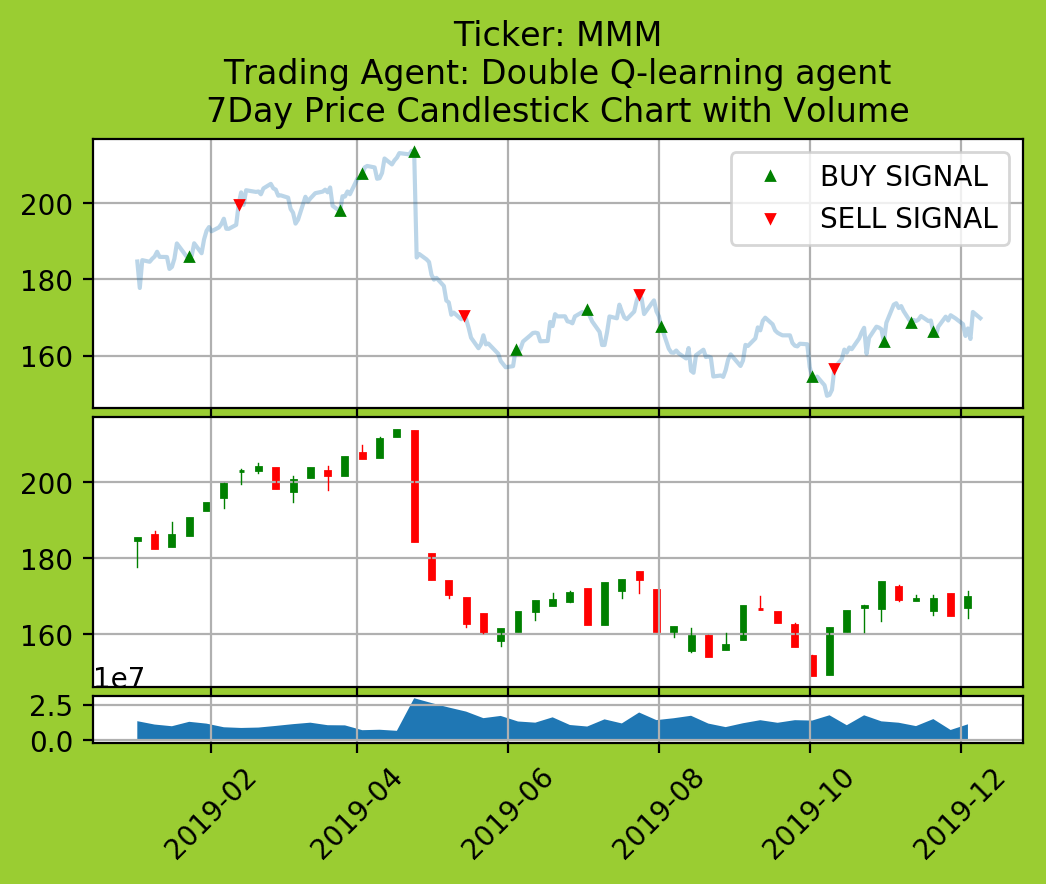 Ticker: MMM
Trading Agent: Double Q-learning agent
7Day Price Candlestick Chart with Volume
200
180
160
BUY SIGNAL
SELL SIGNAL
200
180
160
1e7
2.5
0.0
2019-02
2019-04
2019-06
2019-08
2019-10
2019-12